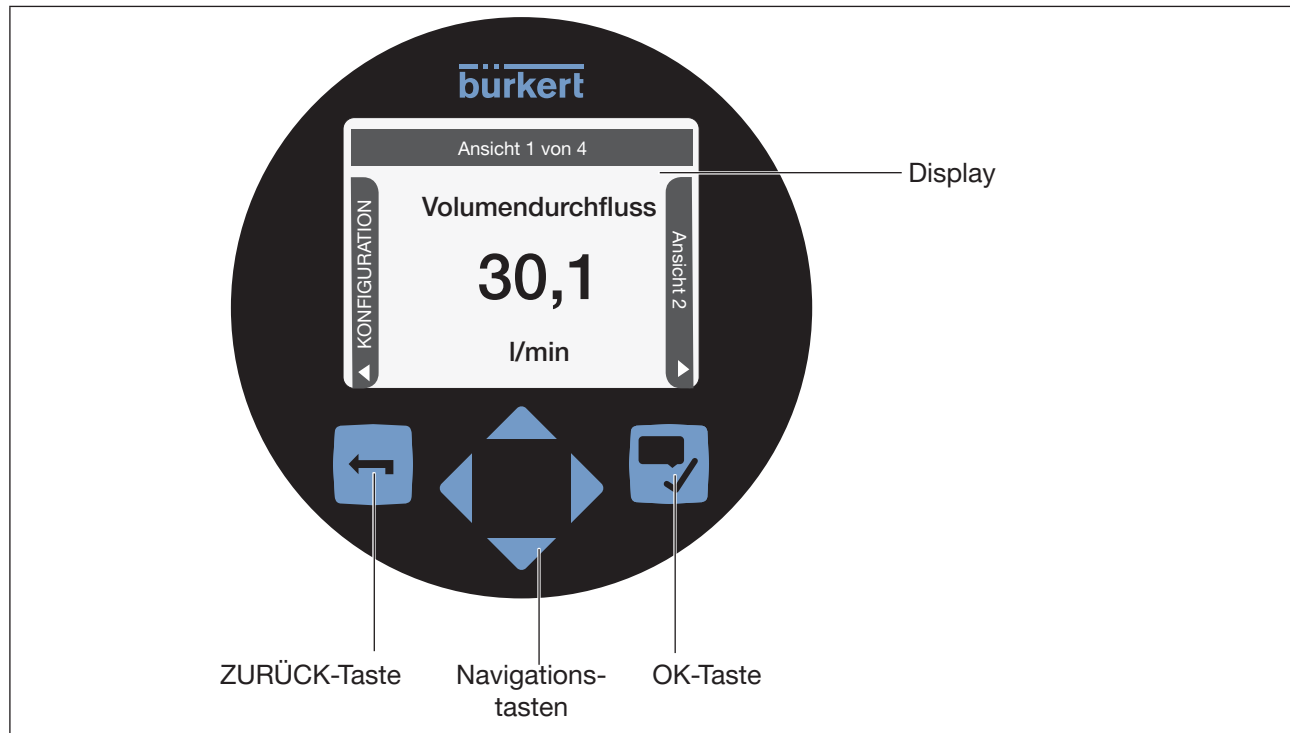 bürkert
Ansicht 1 von 4
Display
KONFIGURATION
Volumendurchfluss
Ansicht 2
30,1
l/min
ZURÜCK-Taste
Navigations-
tasten
OK-Taste